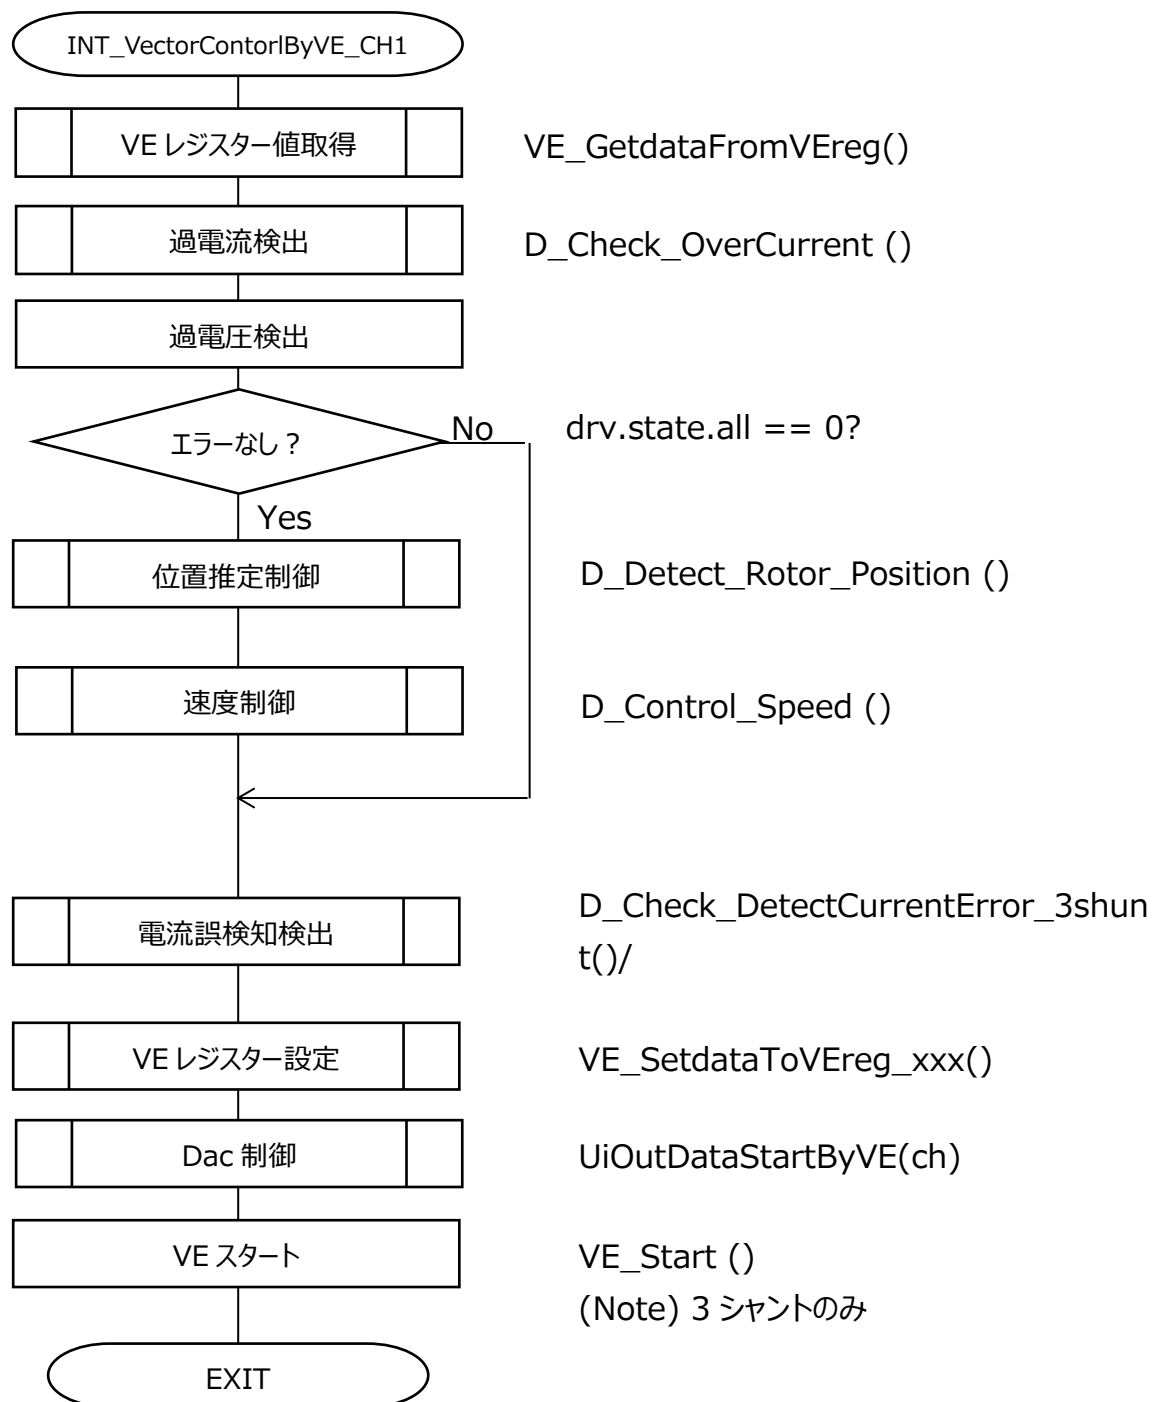 INT_VectorContorlByVE_CH1
VE レジスター値取得
VE_GetdataFromVEreg()
過電流検出
D_Check_OverCurrent ()
過電圧検出
エラーなし？
No
drv.state.all == 0?
Yes
位置推定制御
D_Detect_Rotor_Position ()
速度制御
D_Control_Speed ()
電流誤検知検出
D_Check_DetectCurrentError_3shun
t()/
VE レジスター設定
VE_SetdataToVEreg_xxx()
Dac 制御
UiOutDataStartByVE(ch)
VE スタート
VE_Start ()
(Note) 3 シャントのみ
EXIT